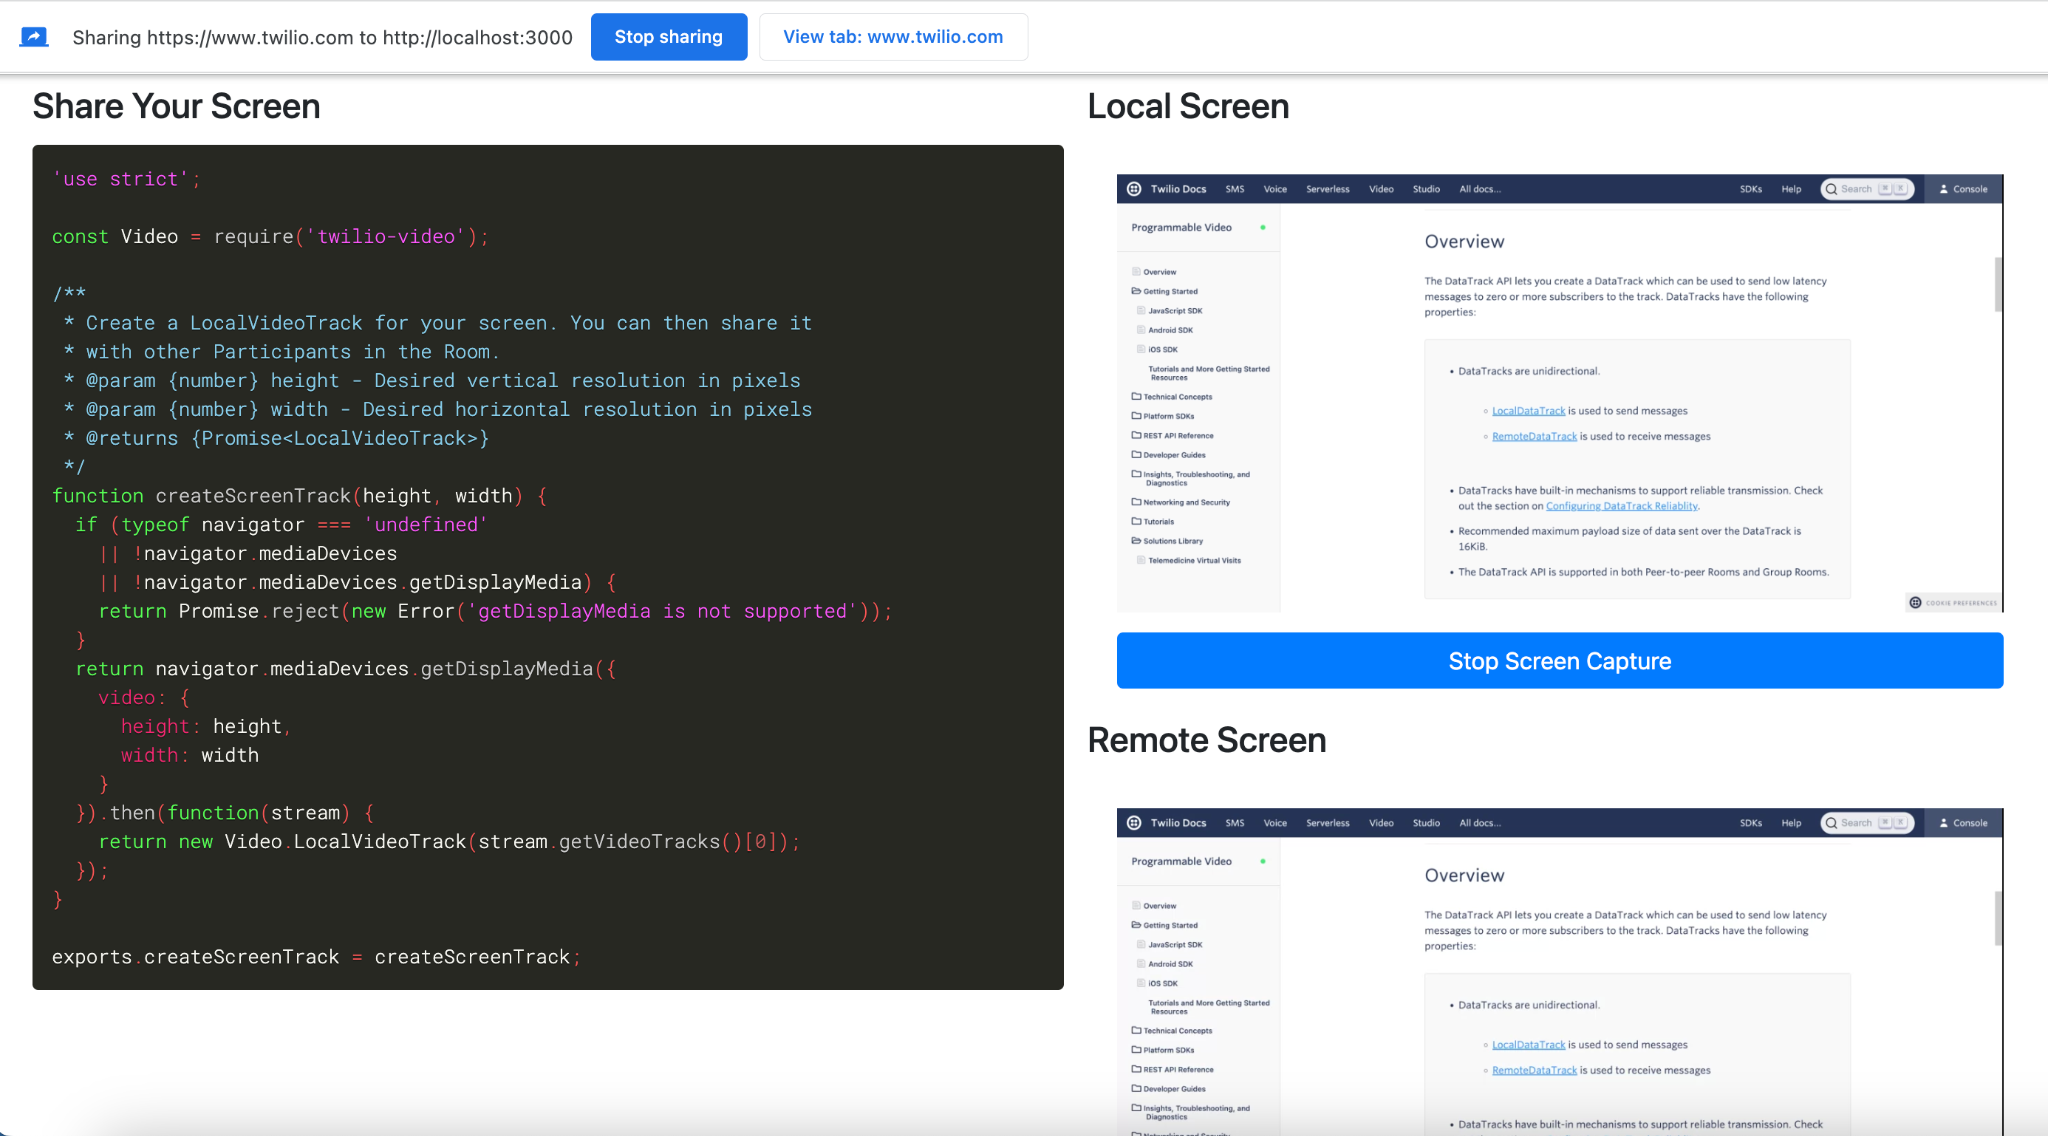 Sharing https://www.twilio.com to http://localhost:3000
Stop sharing
View tab: www.twilio.com
Share Your Screen
'use strict';
const Video = require('twilio-video');
/**
* Create a LocalVideoTrack for your screen. You can then share it
* with other Participants in the Room.
* @param {number} height - Desired vertical resolution in pixels
* @param {number} width - Desired horizontal resolution in pixels
* @returns {Promise<LocalVideoTrack>}
*/
function createScreenTrack(height, width) {
if (typeof navigator === 'undefined'
|| !navigator.mediaDevices
|| !navigator.mediaDevices.getDisplayMedia) {
return Promise.reject(new Error('getDisplayMedia is not supported'));
}
return navigator.mediaDevices.getDisplayMedia({
video: {
height: height,
width: width
}
}).then(function(stream) {
return new Video.LocalVideoTrack(stream.getVideoTracks()[0]);
});
}
exports.createScreenTrack = createScreenTrack;
Local Screen
Twilio Docs SMS Voice Serverless Video Studio All docs... SDKs Help Search ⌘ K Console
Programmable Video
Overview
Getting Started
JavaScript SDK
Android SDK
iOS SDK
Tutorials and More Getting Started
Resources
Technical Concepts
Platform SDKs
REST API Reference
Developer Guides
Insights, Troubleshooting, and
Diagnostics
Networking and Security
Tutorials
Solutions Library
Telemedicine Virtual Visits
Overview
The DataTrack API lets you create a DataTrack which can be used to send low latency
messages to zero or more subscribers to the track. DataTracks have the following
properties:
• DataTracks are unidirectional.
◦ LocalDataTrack is used to send messages
◦ RemoteDataTrack is used to receive messages
• DataTracks have built-in mechanisms to support reliable transmission. Check
out the section on Configuring DataTrack Reliablity.
• Recommended maximum payload size of data sent over the DataTrack is
16KiB.
• The DataTrack API is supported in both Peer-to-peer Rooms and Group Rooms.
COOKIE PREFERENCES
Stop Screen Capture
Remote Screen
Twilio Docs SMS Voice Serverless Video Studio All docs... SDKs Help Search ⌘ K Console
Programmable Video
Overview
Getting Started
JavaScript SDK
Android SDK
iOS SDK
Tutorials and More Getting Started
Resources
Technical Concepts
Platform SDKs
REST API Reference
Developer Guides
Insights, Troubleshooting, and
Diagnostics
Networking and Security
Overview
The DataTrack API lets you create a DataTrack which can be used to send low latency
messages to zero or more subscribers to the track. DataTracks have the following
properties:
• DataTracks are unidirectional.
◦ LocalDataTrack is used to send messages
◦ RemoteDataTrack is used to receive messages
• DataTracks have built-in mechanisms to support reliable transmission. Check